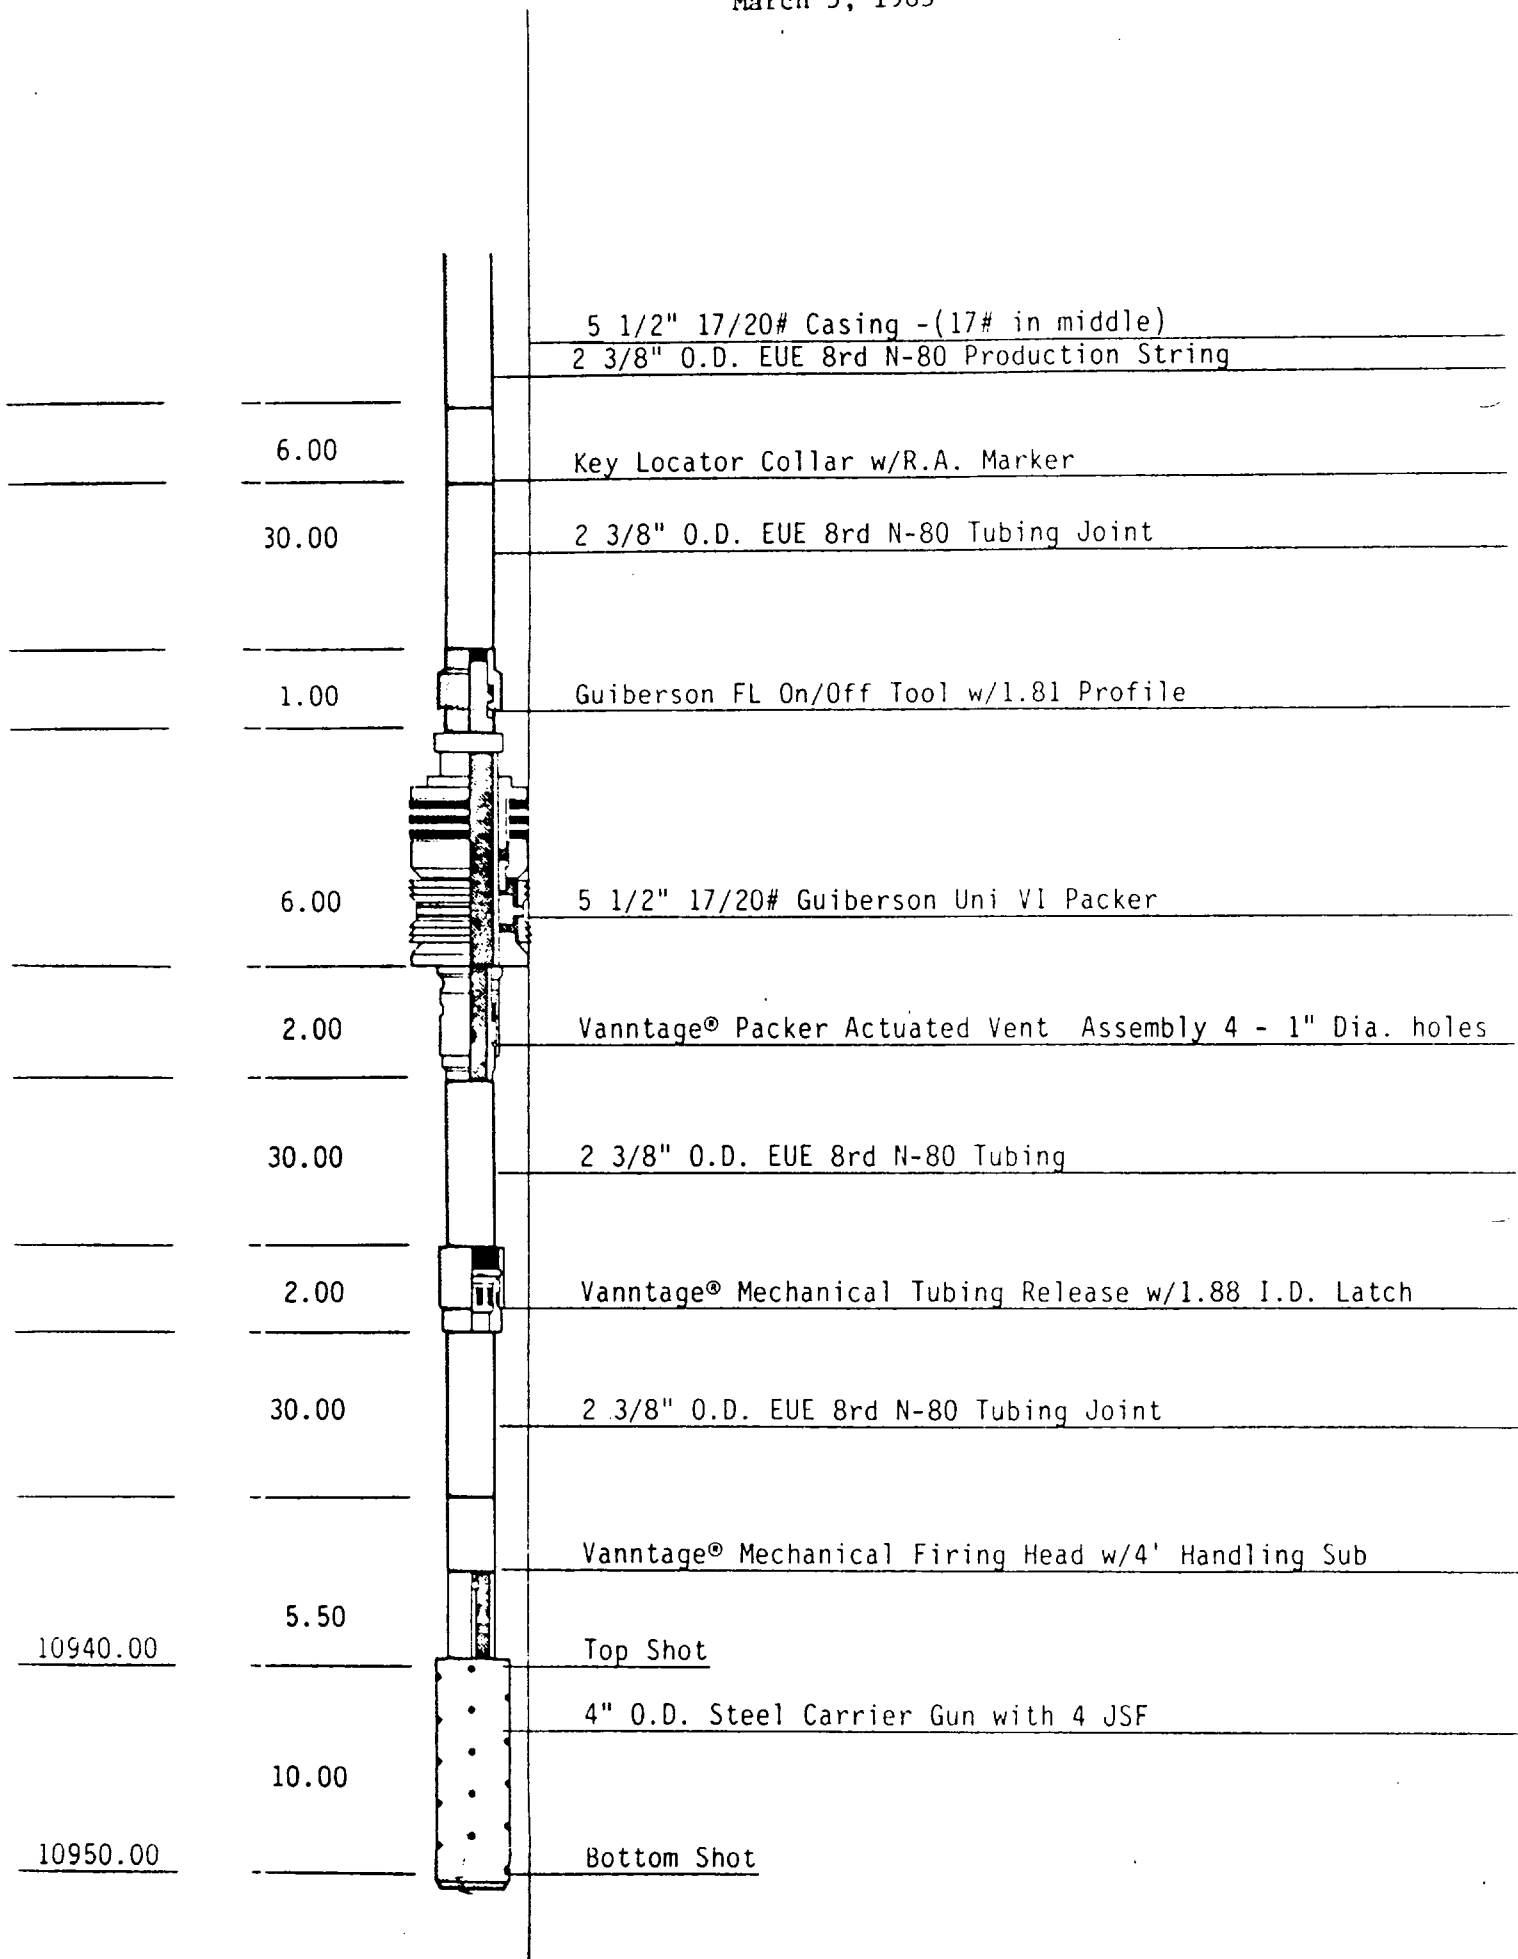 5 1/2" 17/20# Casing -(17# in middle)
2 3/8" O.D. EUE 8rd N-80 Production String
6.00 Key Locator Collar w/R.A. Marker
30.00 2 3/8" O.D. EUE 8rd N-80 Tubing Joint
1.00 Guiberson FL On/Off Tool w/1.81 Profile
6.00 5 1/2" 17/20# Guiberson Uni VI Packer
2.00 Vanntage® Packer Actuated Vent Assembly 4 - 1" Dia. holes
30.00 2 3/8" O.D. EUE 8rd N-80 Tubing
2.00 Vanntage® Mechanical Tubing Release w/1.88 I.D. Latch
30.00 2 3/8" O.D. EUE 8rd N-80 Tubing Joint
Vanntage® Mechanical Firing Head w/4' Handling Sub
5.50
10940.00 Top Shot
4" O.D. Steel Carrier Gun with 4 JSF
10.00
10950.00 Bottom Shot